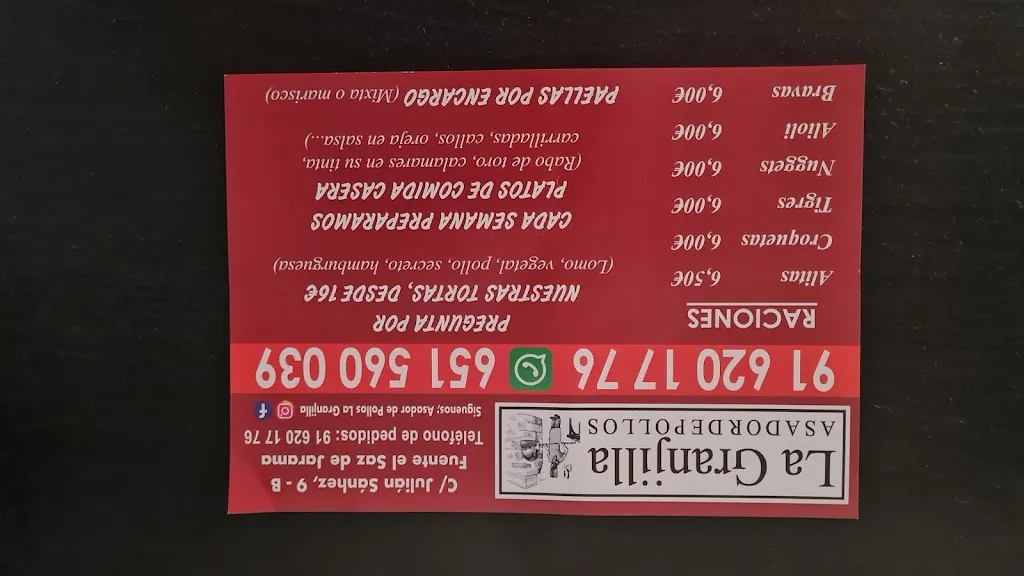 La Granjilla
ASADORDEPOLLOS
C/ Julián Sánhez, 9 - B
Fuente el Saz de Jarama
Teléfono de pedidos: 91 620 17 76
Síguenos; Asador de Pollos La Granjilla
91 620 17 76 651 560 039
RACIONES
Alitas 6,50€
Croquetas 6,00€
Tigres 6,00€
Nuggets 6,00€
Alioli 6,00€
Bravas 6,00€
PREGUNTA POR
NUESTRAS TORTAS, DESDE 16€
(Lomo, vegetal, pollo, secreto, hamburguesa)
CADA SEMANA PREPARAMOS
PLATOS DE COMIDA CASERA
(Rabo de toro, calamares en su tinta,
carrilladas, callos, oreja en salsa...)
PAELLAS POR ENCARGO (Mixta o marisco)